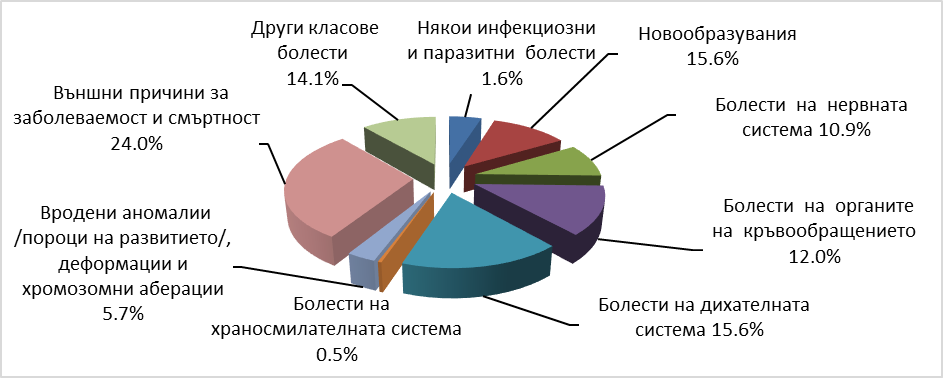 Някои инфекциозни
и паразитни болести
1.6%
Новообразувания
15.6%
Болести на нервната
система 10.9%
Болести на органите
на кръвообращението
12.0%
Болести на дихателната
система 15.6%
Болести на
храносмилателната система
0.5%
Вродени аномалии
/пороци на развитието/,
деформации и
хромозомни аберации
5.7%
Външни причини за
заболеваемост и смъртност
24.0%
Други класове
болести
14.1%